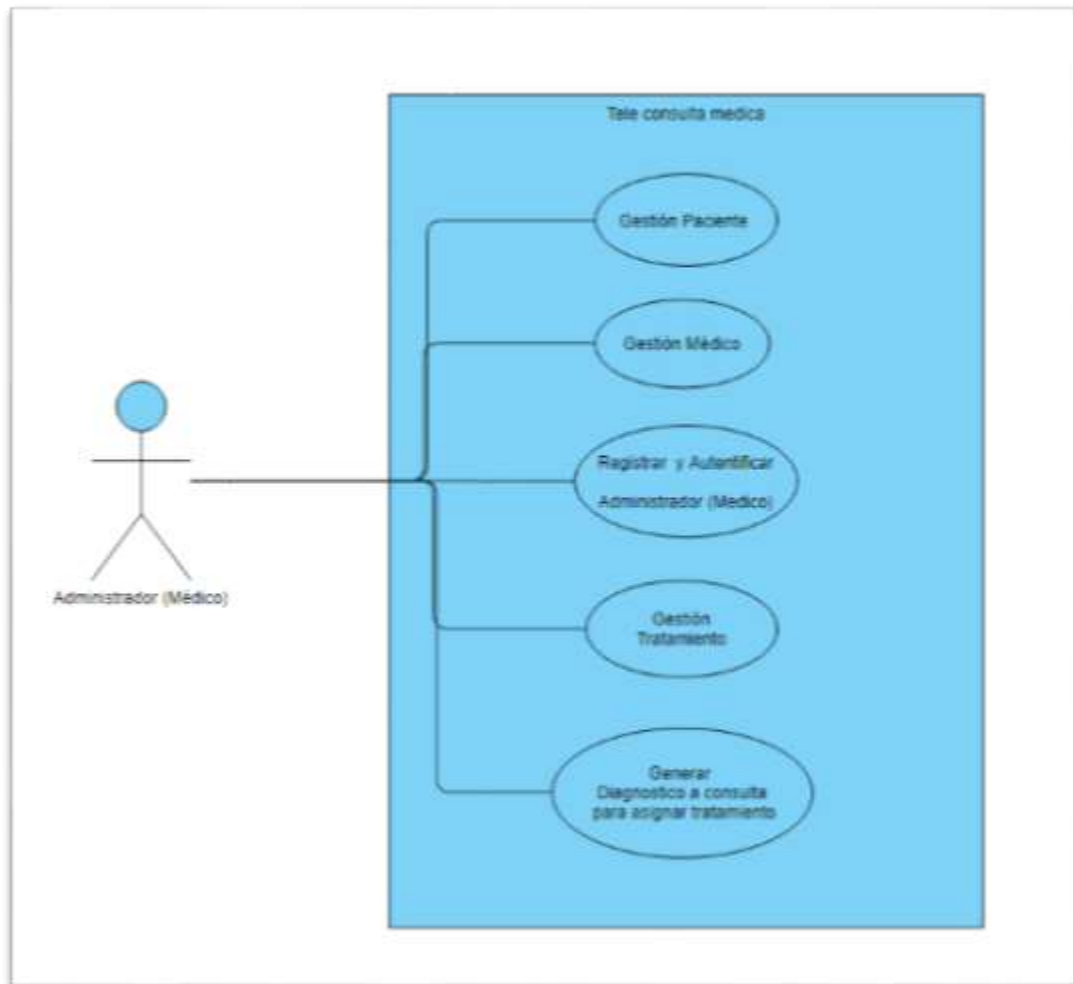 Tele consulta medica
Gestión Paciente
Gestión Médico
Registrar y Autentificar
Administrador (Medico)
Administrador (Médico)
Gestión
Tratamiento
Generar
Diagnostico a consulta
para asignar tratamiento